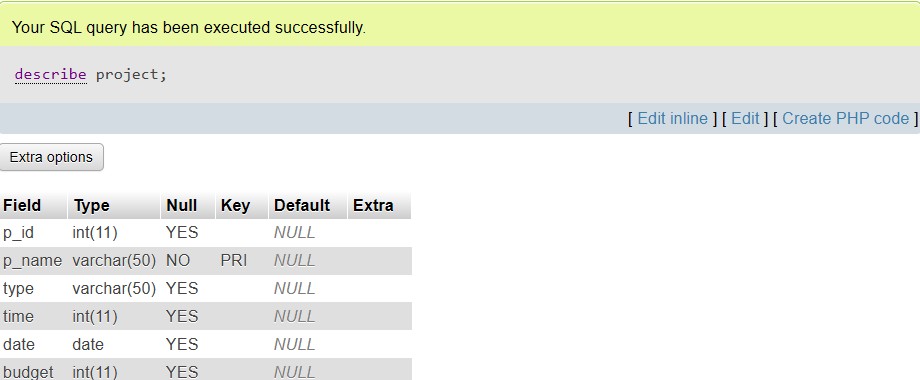 Your SQL query has been executed successfully.
describe project;
[ Edit inline ] [ Edit ] [ Create PHP code ]
Extra options
Field Type Null Key Default Extra
p_id int(11) YES NULL
p_name varchar(50) NO PRI NULL
type varchar(50) YES NULL
time int(11) YES NULL
date date YES NULL
budget int(11) YES NULL